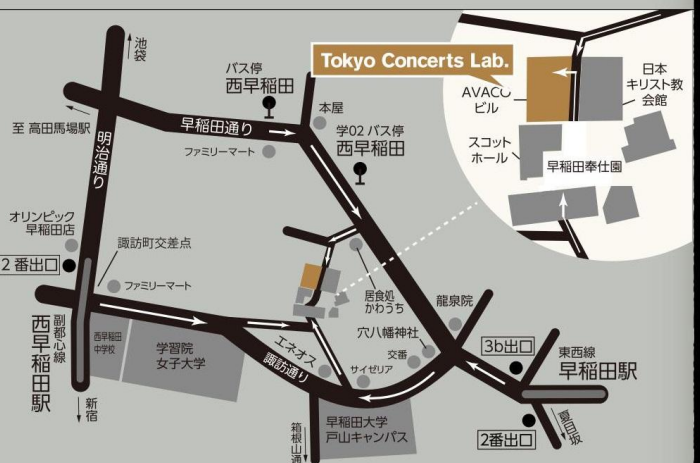 池袋
バス停
西早稲田
Tokyo Concerts Lab.
AVACO
ビル
日本
キリスト教
会館
至 高田馬場駅
明治通り
早稲田通り
本屋
学02 バス停
西早稲田
ファミリーマート
スコット
ホール
早稲田奉仕園
オリンピック
早稲田店
諏訪町交差点
2 番出口
ファミリーマート
居食処
かわうち
龍泉院
副都心線
西早稲田駅
西早稲田
中学校
学習院
女子大学
エネオス
諏訪通り
サイゼリア
穴八幡神社
交番
3b出口
東西線
早稲田駅
新宿
箱根山通
早稲田大学
戸山キャンパス
2番出口
夏目坂